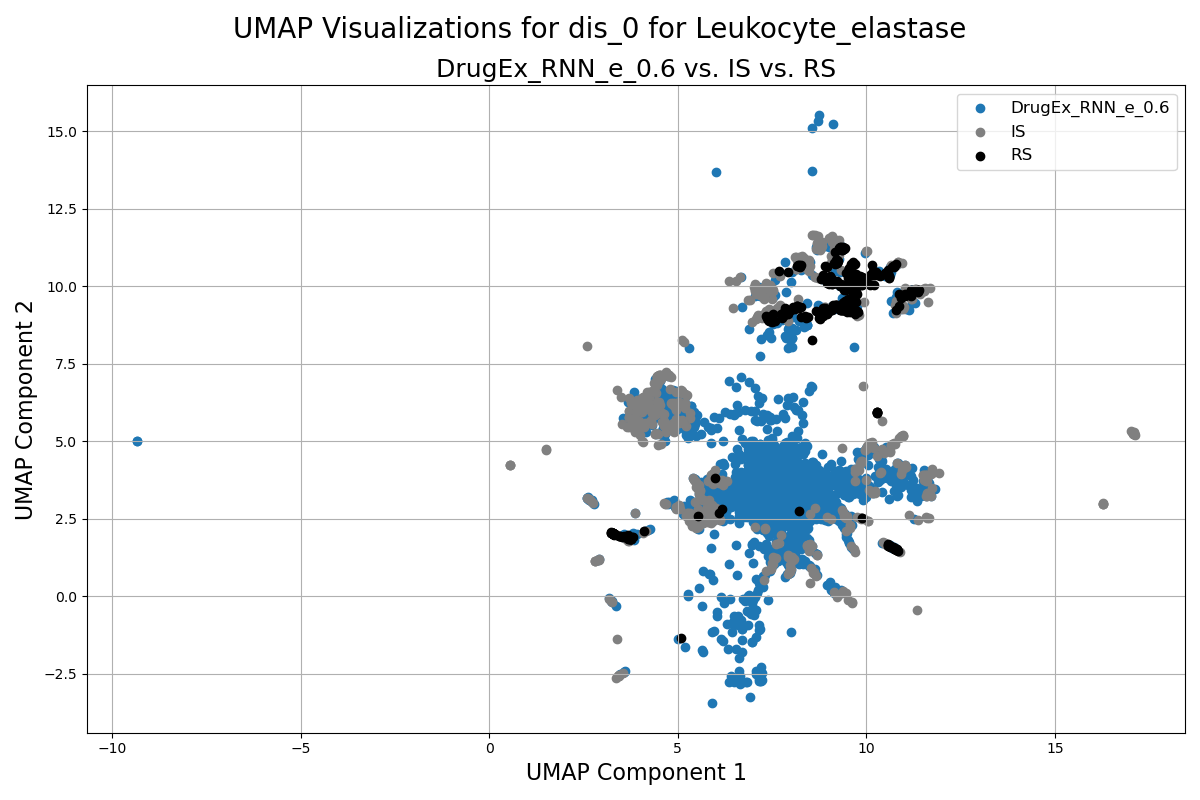 UMAP Visualizations for dis_0 for Leukocyte_elastase
DrugEx_RNN_e_0.6 vs. IS vs. RS
DrugEx_RNN_e_0.6
IS
RS
15.0
12.5
10.0
7.5
5.0
2.5
0.0
−2.5
UMAP Component 2
−10
−5
0
5
10
15
UMAP Component 1